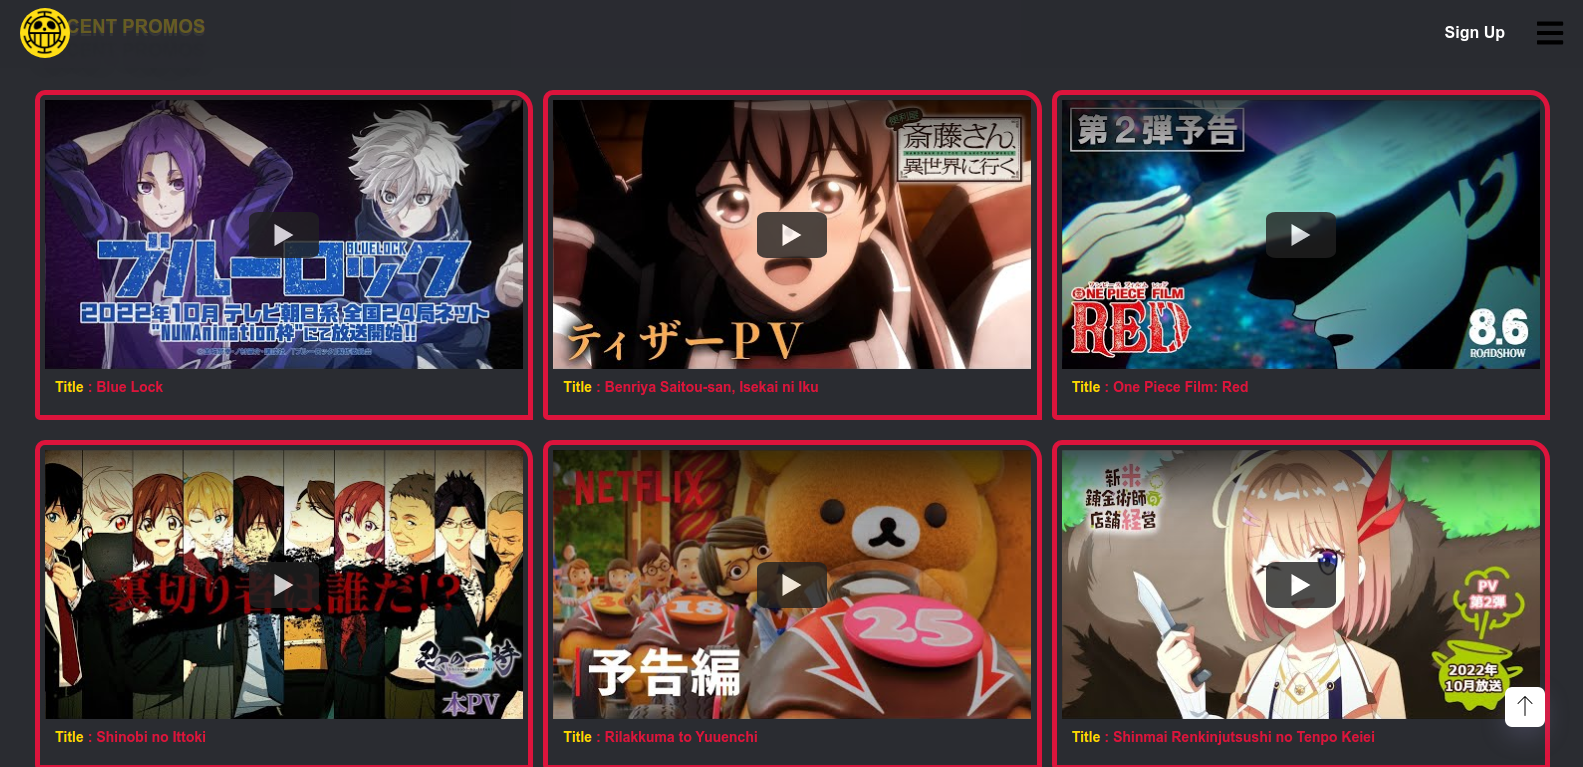 CENT PROMOS
Sign Up
BLUELOCK
ブルーロック
2022年10月 テレビ朝日系 全国24局ネット
"NUMAnimation枠"にて放送開始!!
Title : Blue Lock
便利屋
斎藤さん、
異世界に行く
ティザーPV
Title : Benriya Saitou-san, Isekai ni Iku
第2弾予告
ONE PIECE FILM
RED
8.6
ROADSHOW
Title : One Piece Film: Red
裏切り者は誰だ!?
忍の一時
本PV
Title : Shinobi no Ittoki
NETFLIX
18
25
予告編
Title : Rilakkuma to Yuuenchi
新米
錬金術師の
店舗経営
PV
第2弾
2022年
10月放送
Title : Shinmai Renkinjutsushi no Tenpo Keiei